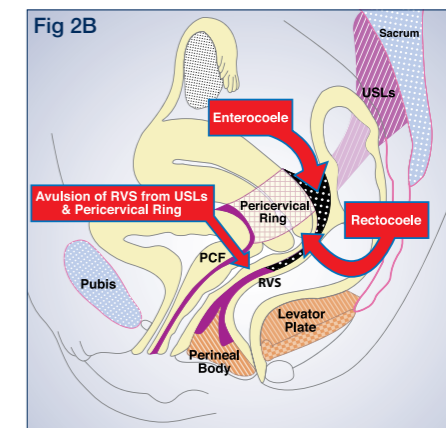 Fig 2B
Sacrum
USLs
Enterocoele
Avulsion of RVS from USLs
& Pericervical Ring
Pericervical
Ring
Rectocoele
PCF
RVS
Pubis
Levator
Plate
Perineal
Body